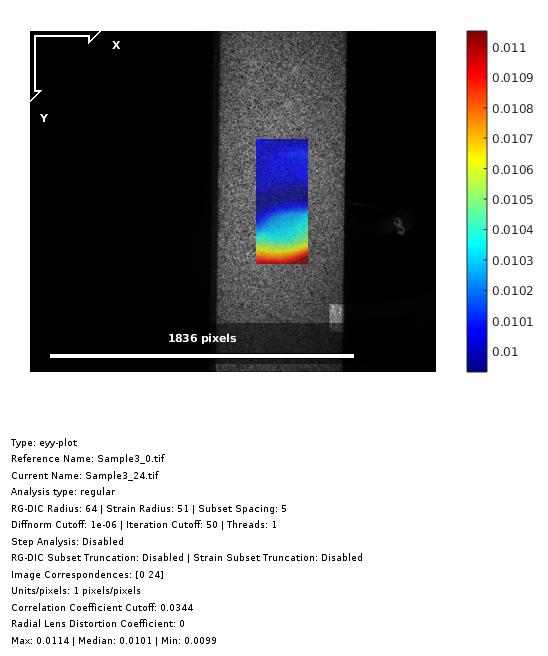 X
Y
1836 pixels
0.011
0.0109
0.0108
0.0107
0.0106
0.0105
0.0104
0.0103
0.0102
0.0101
0.01
Type: eyy-plot
Reference Name: Sample3_0.tif
Current Name: Sample3_24.tif
Analysis type: regular
RG-DIC Radius: 64 | Strain Radius: 51 | Subset Spacing: 5
Diffnorm Cutoff: 1e-06 | Iteration Cutoff: 50 | Threads: 1
Step Analysis: Disabled
RG-DIC Subset Truncation: Disabled | Strain Subset Truncation: Disabled
Image Correspondences: [0 24]
Units/pixels: 1 pixels/pixels
Correlation Coefficient Cutoff: 0.0344
Radial Lens Distortion Coefficient: 0
Max: 0.0114 | Median: 0.0101 | Min: 0.0099